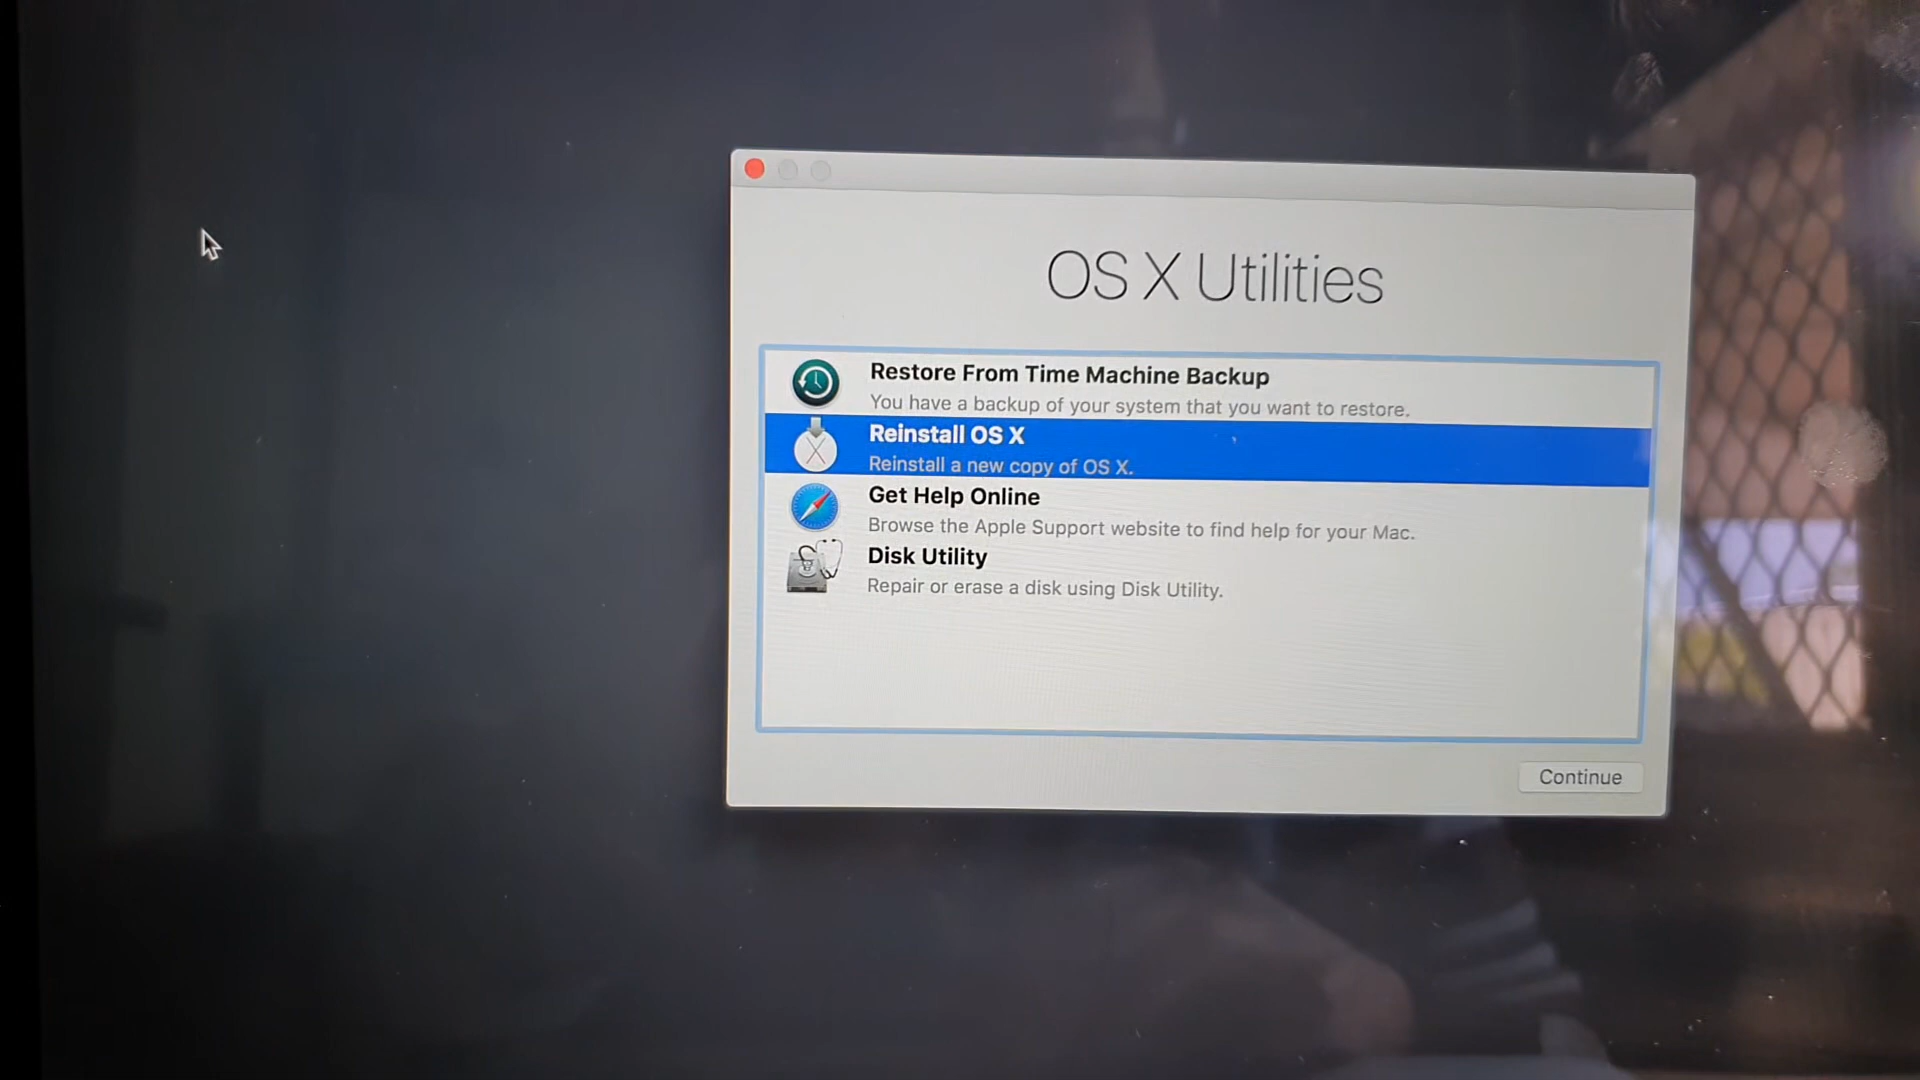 OS X Utilities
Restore From Time Machine Backup
You have a backup of your system that you want to restore.
Reinstall OS X
Reinstall a new copy of OS X.
Get Help Online
Browse the Apple Support website to find help for your Mac.
Disk Utility
Repair or erase a disk using Disk Utility.
Continue